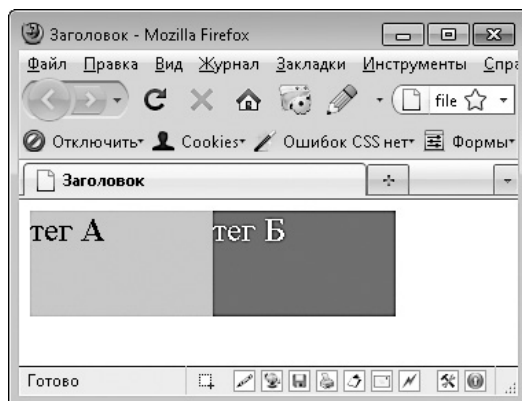 Заголовок - Mozilla Firefox
Файл Правка Вид Журнал Закладки Инструменты Спра
file
Отключить Cookies Ошибок CSS нет Формы
Заголовок
тег А тег Б
Готово